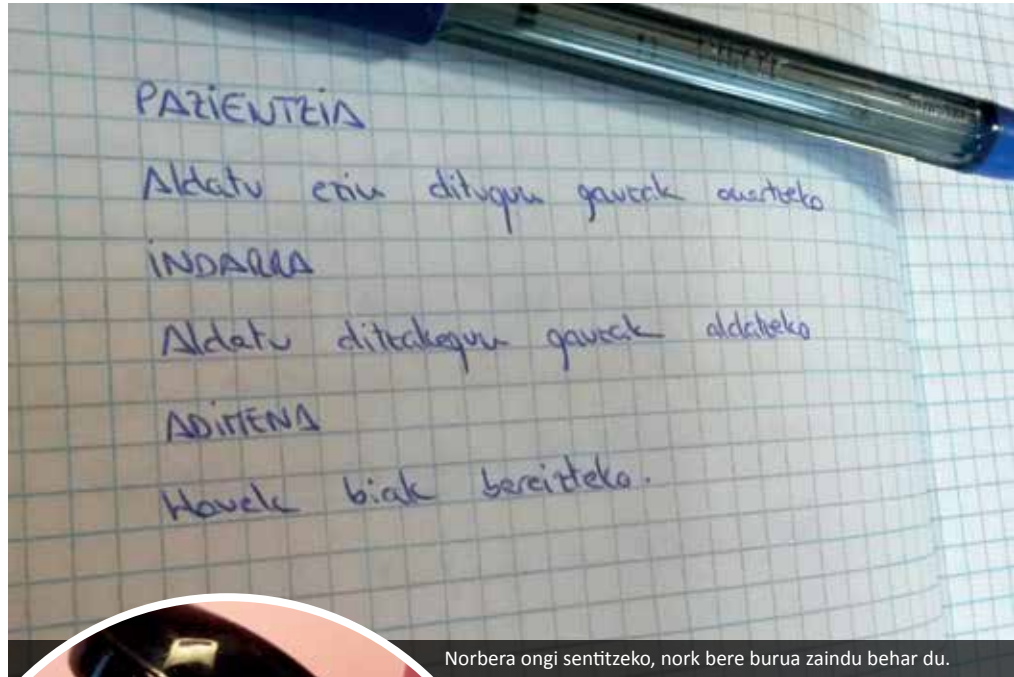 PAZIENTZIA
Aldatu ezin ditugun gauzak onartzeko
INDARRA
Aldatu ditzakegun gauzak aldatzeko
ADIMENA
Hauek biak bereizteko.
Norbera ongi sentitzeko, nork bere burua zaindu behar du.